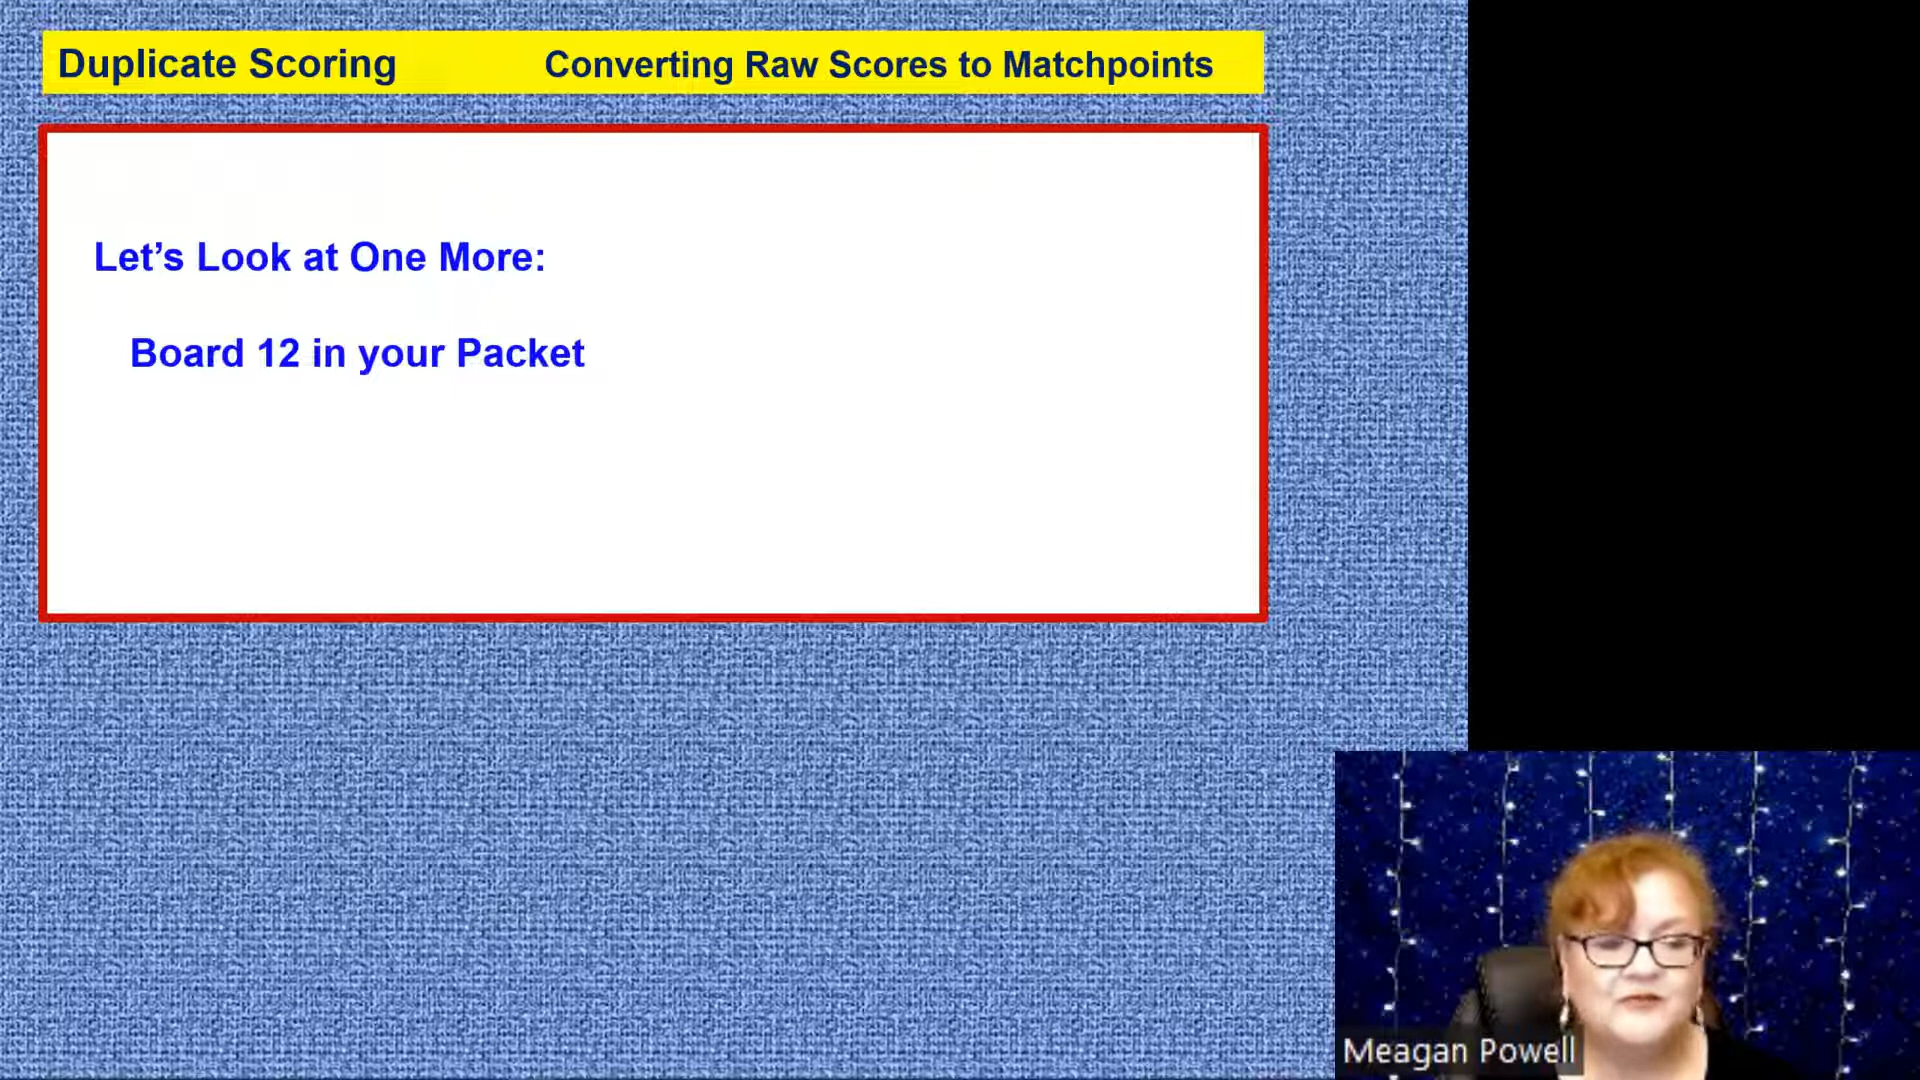 Duplicate Scoring
Converting Raw Scores to Matchpoints
Let’s Look at One More:
Board 12 in your Packet
Meagan Powell